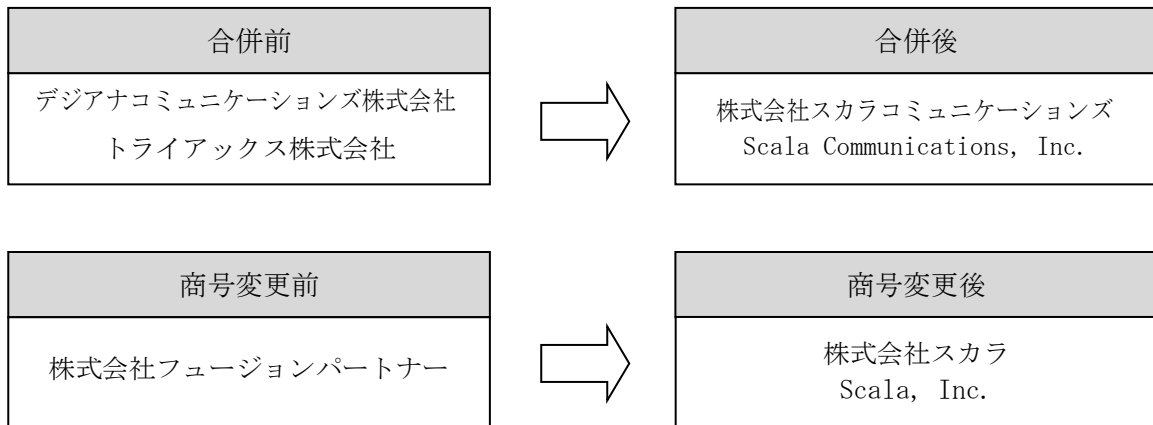 合併前
デジアナコミュニケーションズ株式会社
トライアックス株式会社
合併後
株式会社スカラコミュニケーションズ
Scala Communications, Inc.
商号変更前
株式会社フュージョンパートナー
商号変更後
株式会社スカラ
Scala, Inc.